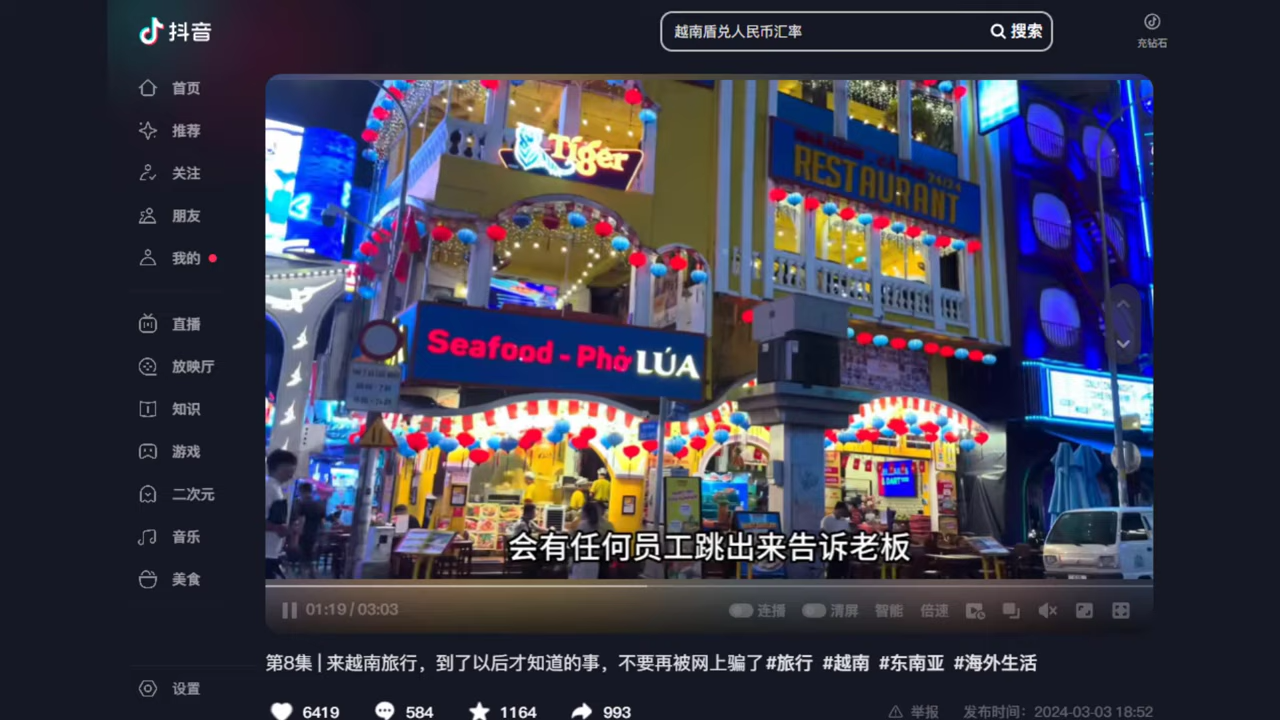 抖音
越南盾兑人民币汇率
搜索
充钻石
首页
推荐
关注
朋友
我的
直播
放映厅
知识
游戏
二次元
音乐
美食
设置
Tiger
RESTAURANT
24/24
Seafood - Phở LÚA
会有任何员工跳出来告诉老板
01:19 / 03:03
连播
清屏
智能
倍速
第8集 | 来越南旅行，到了以后才知道的事，不要再被网上骗了#旅行 #越南 #东南亚 #海外生活
6419
584
1164
993
举报
发布时间：2024-03-03 18:52